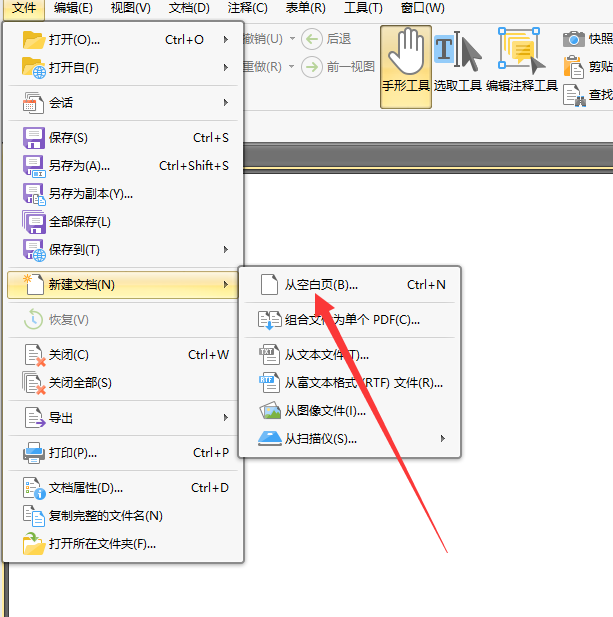 文件 编辑(E) 视图(V) 文档(D) 注释(C) 表单(R) 工具(T) 窗口(W)
撤销(U) 后退
重做(R) 前一视图
手形工具 选取工具 编辑注释工具
快照
剪贴
查找
打开(O)... Ctrl+O
打开自(F)
会话
保存(S) Ctrl+S
另存为(A)... Ctrl+Shift+S
另存为副本(Y)...
全部保存(L)
保存到(T)
新建文档(N)
恢复(V)
关闭(C) Ctrl+W
关闭全部(S)
导出
打印(P)... Ctrl+P
文档属性(D)... Ctrl+D
复制完整的文件名(N)
打开所在文件夹(F)...
从空白页(B)... Ctrl+N
组合文件为单个 PDF(C)...
TXT 从文本文件(T)...
RTF 从富文本格式 (RTF) 文件(R)...
从图像文件(I)...
从扫描仪(S)...